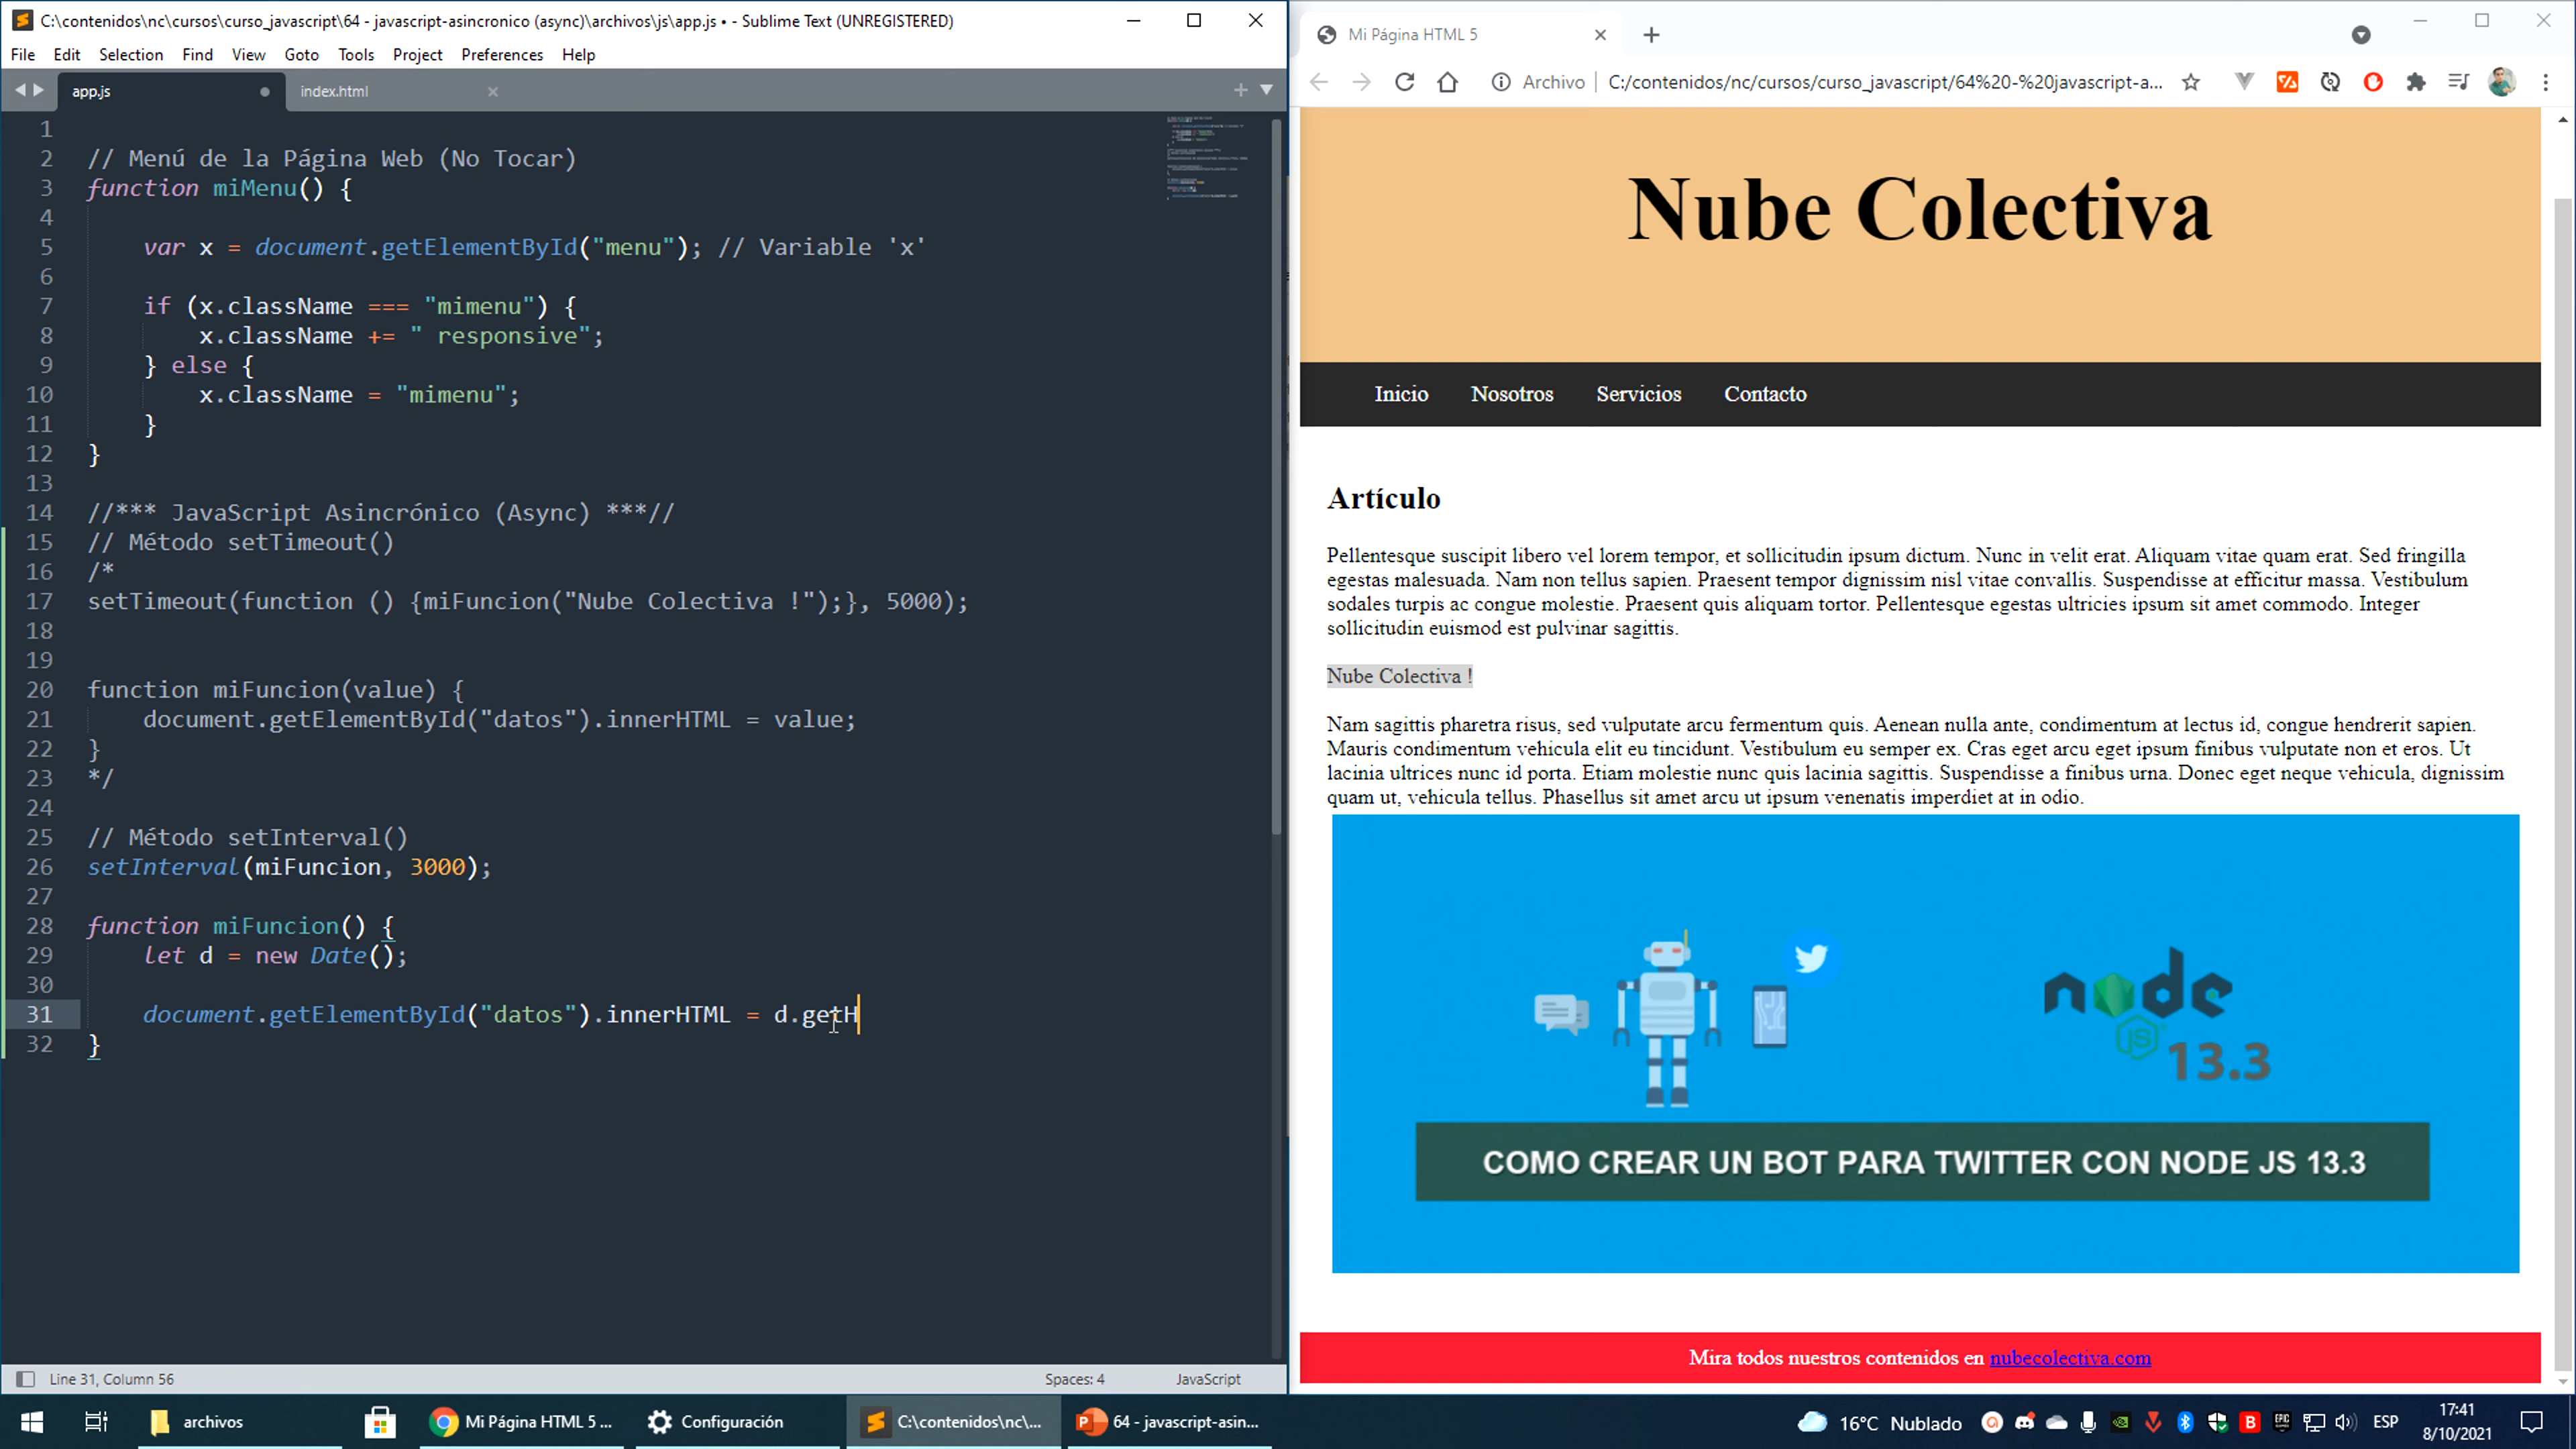 C:\contenidos\nc\cursos\curso_javascript\64 - javascript-asincronico (async)\archivos\js\app.js • - Sublime Text (UNREGISTERED)
File Edit Selection Find View Goto Tools Project Preferences Help
app.js
index.html
1
2 // Menú de la Página Web (No Tocar)
3 function miMenu() {
4
5 var x = document.getElementById("menu"); // Variable 'x'
6
7 if (x.className === "mimenu") {
8 x.className += " responsive";
9 } else {
10 x.className = "mimenu";
11 }
12 }
13
14 //*** JavaScript Asincrónico (Async) ***//
15 // Método setTimeout()
16 /*
17 setTimeout(function () {miFuncion("Nube Colectiva !");}, 5000);
18
19
20 function miFuncion(value) {
21 document.getElementById("datos").innerHTML = value;
22 }
23 */
24
25 // Método setInterval()
26 setInterval(miFuncion, 3000);
27
28 function miFuncion() {
29 let d = new Date();
30
31 document.getElementById("datos").innerHTML = d.getH
32 }
Line 31, Column 56
Spaces: 4
JavaScript
Mi Página HTML 5
Archivo
C:/contenidos/nc/cursos/curso_javascript/64%20-%20javascript-a...
Nube Colectiva
Inicio Nosotros Servicios Contacto
Artículo
Pellentesque suscipit libero vel lorem tempor, et sollicitudin ipsum dictum. Nunc in velit erat. Aliquam vitae quam erat. Sed fringilla
egestas malesuada. Nam non tellus sapien. Praesent tempor dignissim nisl vitae convallis. Suspendisse at efficitur massa. Vestibulum
sodales turpis ac congue molestie. Praesent quis aliquam tortor. Pellentesque egestas ultricies ipsum sit amet commodo. Integer
sollicitudin euismod est pulvinar sagittis.
Nube Colectiva !
Nam sagittis pharetra risus, sed vulputate arcu fermentum quis. Aenean nulla ante, condimentum at lectus id, congue hendrerit sapien.
Mauris condimentum vehicula elit eu tincidunt. Vestibulum eu semper ex. Cras eget arcu eget ipsum finibus vulputate non et eros. Ut
lacinia ultrices nunc id porta. Etiam molestie nunc quis lacinia sagittis. Suspendisse a finibus urna. Donec eget neque vehicula, dignissim
quam ut, vehicula tellus. Phasellus sit amet arcu ut ipsum venenatis imperdiet at in odio.
node
JS
13.3
COMO CREAR UN BOT PARA TWITTER CON NODE JS 13.3
Mira todos nuestros contenidos en nubecolectiva.com
archivos
Mi Página HTML 5 ...
Configuración
C:\contenidos\nc\...
64 - javascript-asin...
16°C Nublado
ESP
17:41
8/10/2021